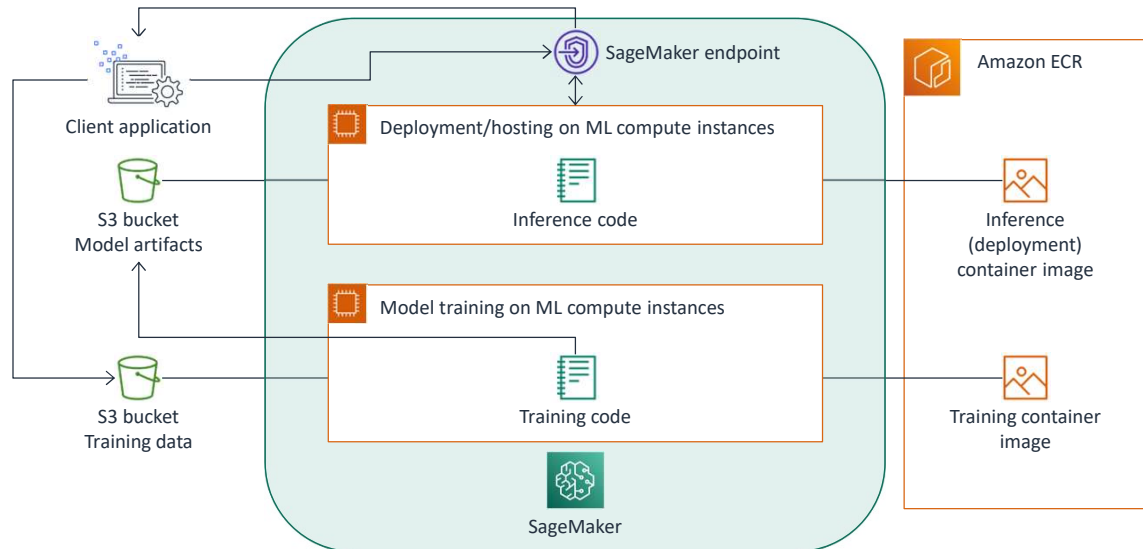 SageMaker endpoint
Amazon ECR
Client application
Deployment/hosting on ML compute instances
S3 bucket
Model artifacts
Inference code
Inference
(deployment)
container image
Model training on ML compute instances
S3 bucket
Training data
Training code
Training container
image
SageMaker